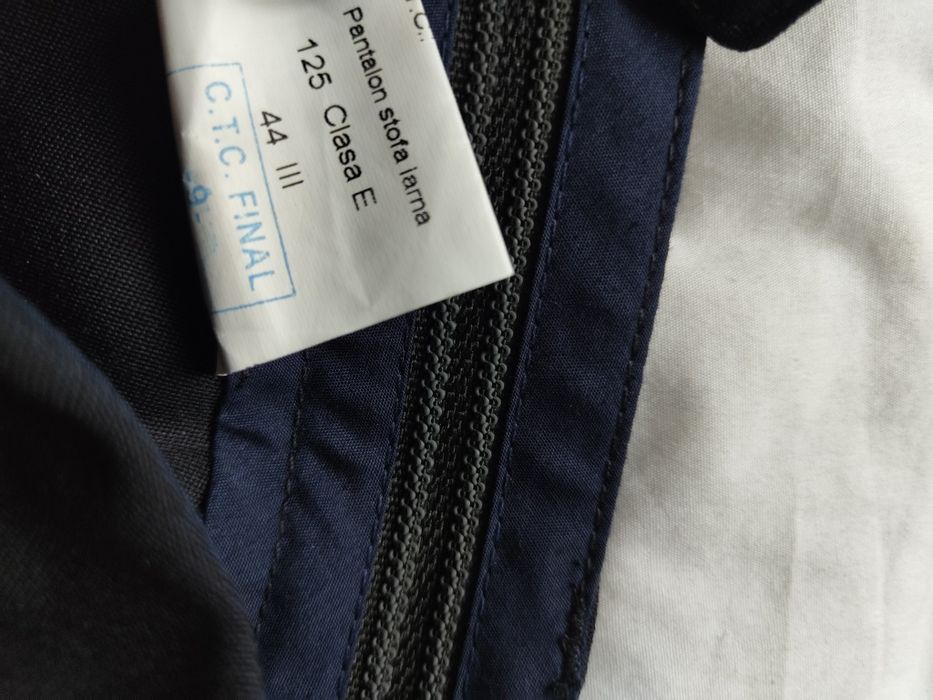 Pantalon stofa iarna
125 Clasa E
44 III
C.T.C. FINAL